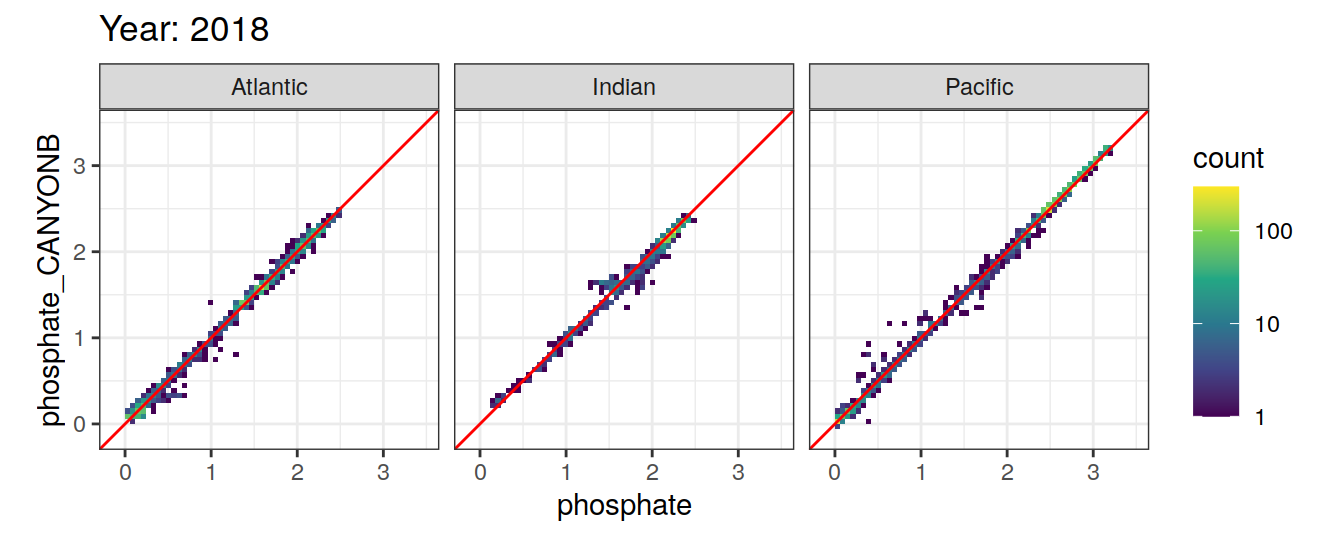 Year: 2018
Atlantic Indian Pacific
phosphate_CANYONB
3
2
1
0
0 1 2 3 0 1 2 3 0 1 2 3
phosphate
count
100
10
1